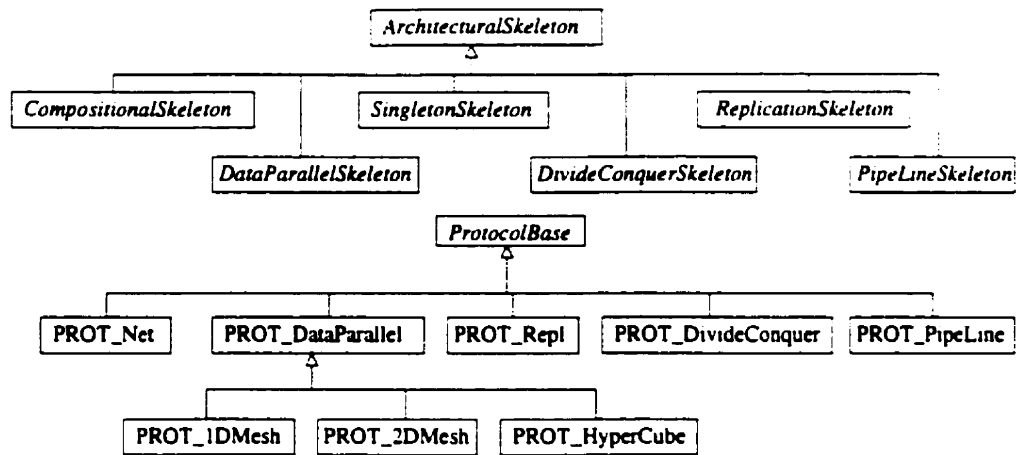 ArchitecturalSkeleton
CompositionalSkeleton
SingletonSkeleton
ReplicationSkeleton
DataParallelSkeleton
DivideConquerSkeleton
PipeLineSkeleton
ProtocolBase
PROT_Net
PROT_DataParallel
PROT_Repl
PROT_DivideConquer
PROT_PipeLine
PROT_1DMesh
PROT_2DMesh
PROT_HyperCube